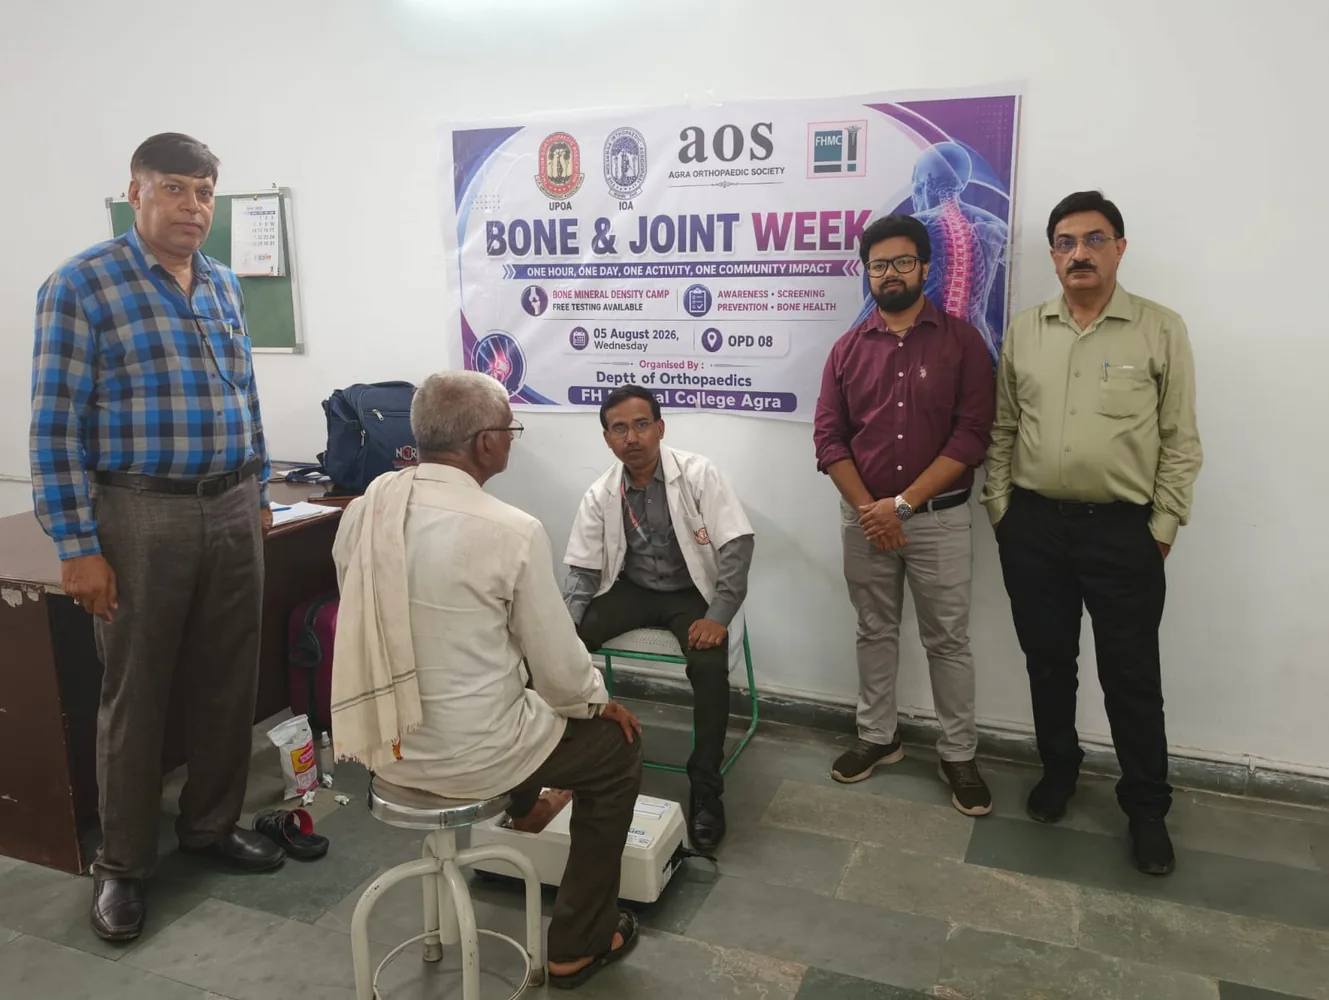 UPOA
IOA
aos
AGRA ORTHOPAEDIC SOCIETY
FHMC
BONE & JOINT WEEK
ONE HOUR, ONE DAY, ONE ACTIVITY, ONE COMMUNITY IMPACT
BONE MINERAL DENSITY CAMP
FREE TESTING AVAILABLE
AWARENESS • SCREENING
PREVENTION • BONE HEALTH
05 August 2026,
Wednesday
OPD 08
Organised By :
Deptt of Orthopaedics
FH al College Agra